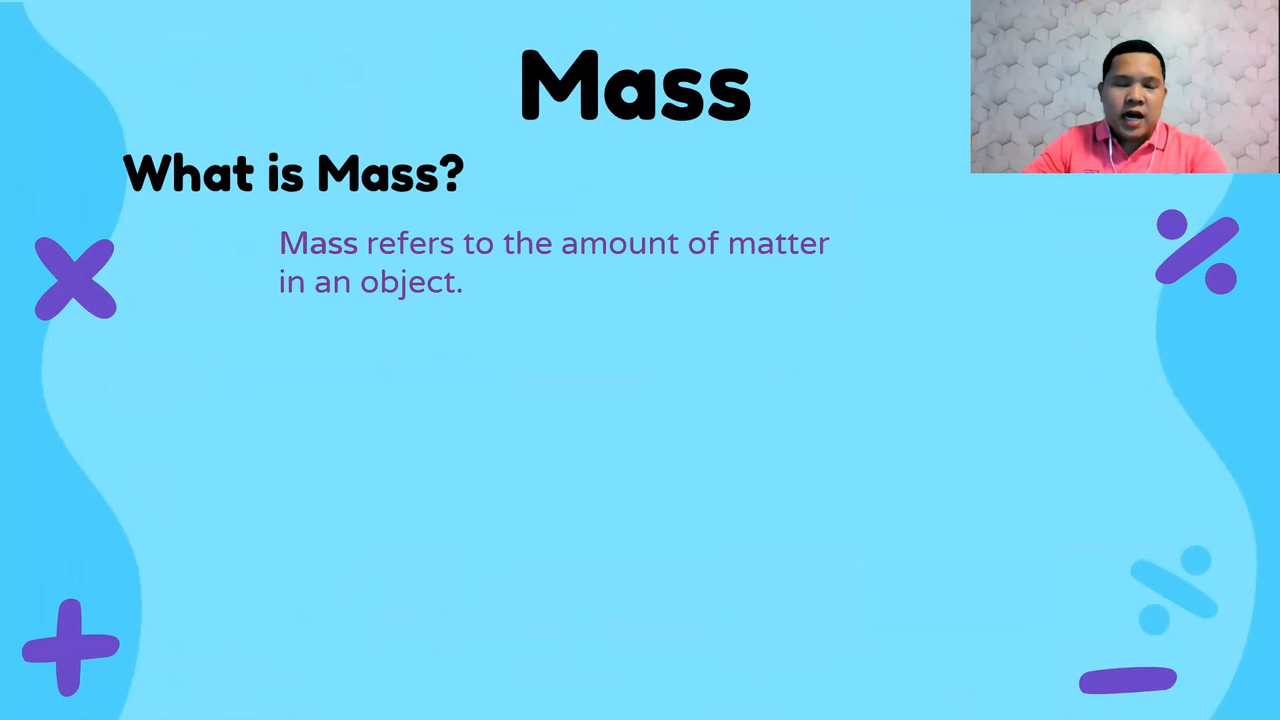 Mass
What is Mass?
Mass refers to the amount of matter
in an object.